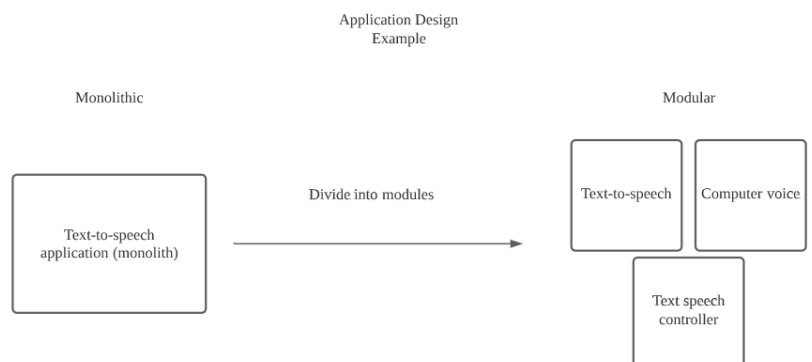 Application Design
Example
Monolithic
Modular
Text-to-speech
application (monolith)
Divide into modules
Text-to-speech
Computer voice
Text speech
controller